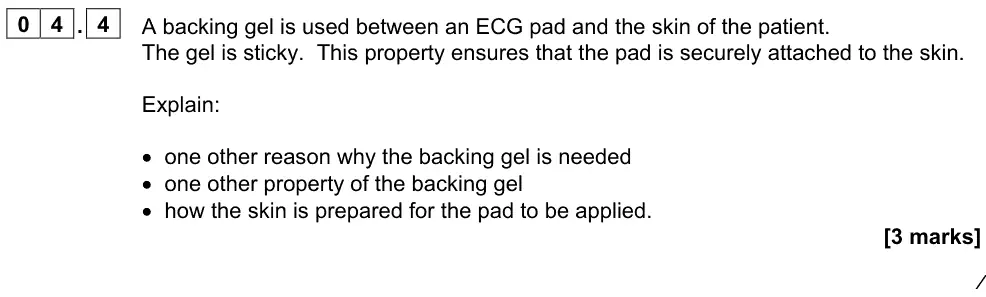 0 4 . 4 A backing gel is used between an ECG pad and the skin of the patient.
The gel is sticky. This property ensures that the pad is securely attached to the skin.
Explain:
• one other reason why the backing gel is needed
• one other property of the backing gel
• how the skin is prepared for the pad to be applied.
[3 marks]